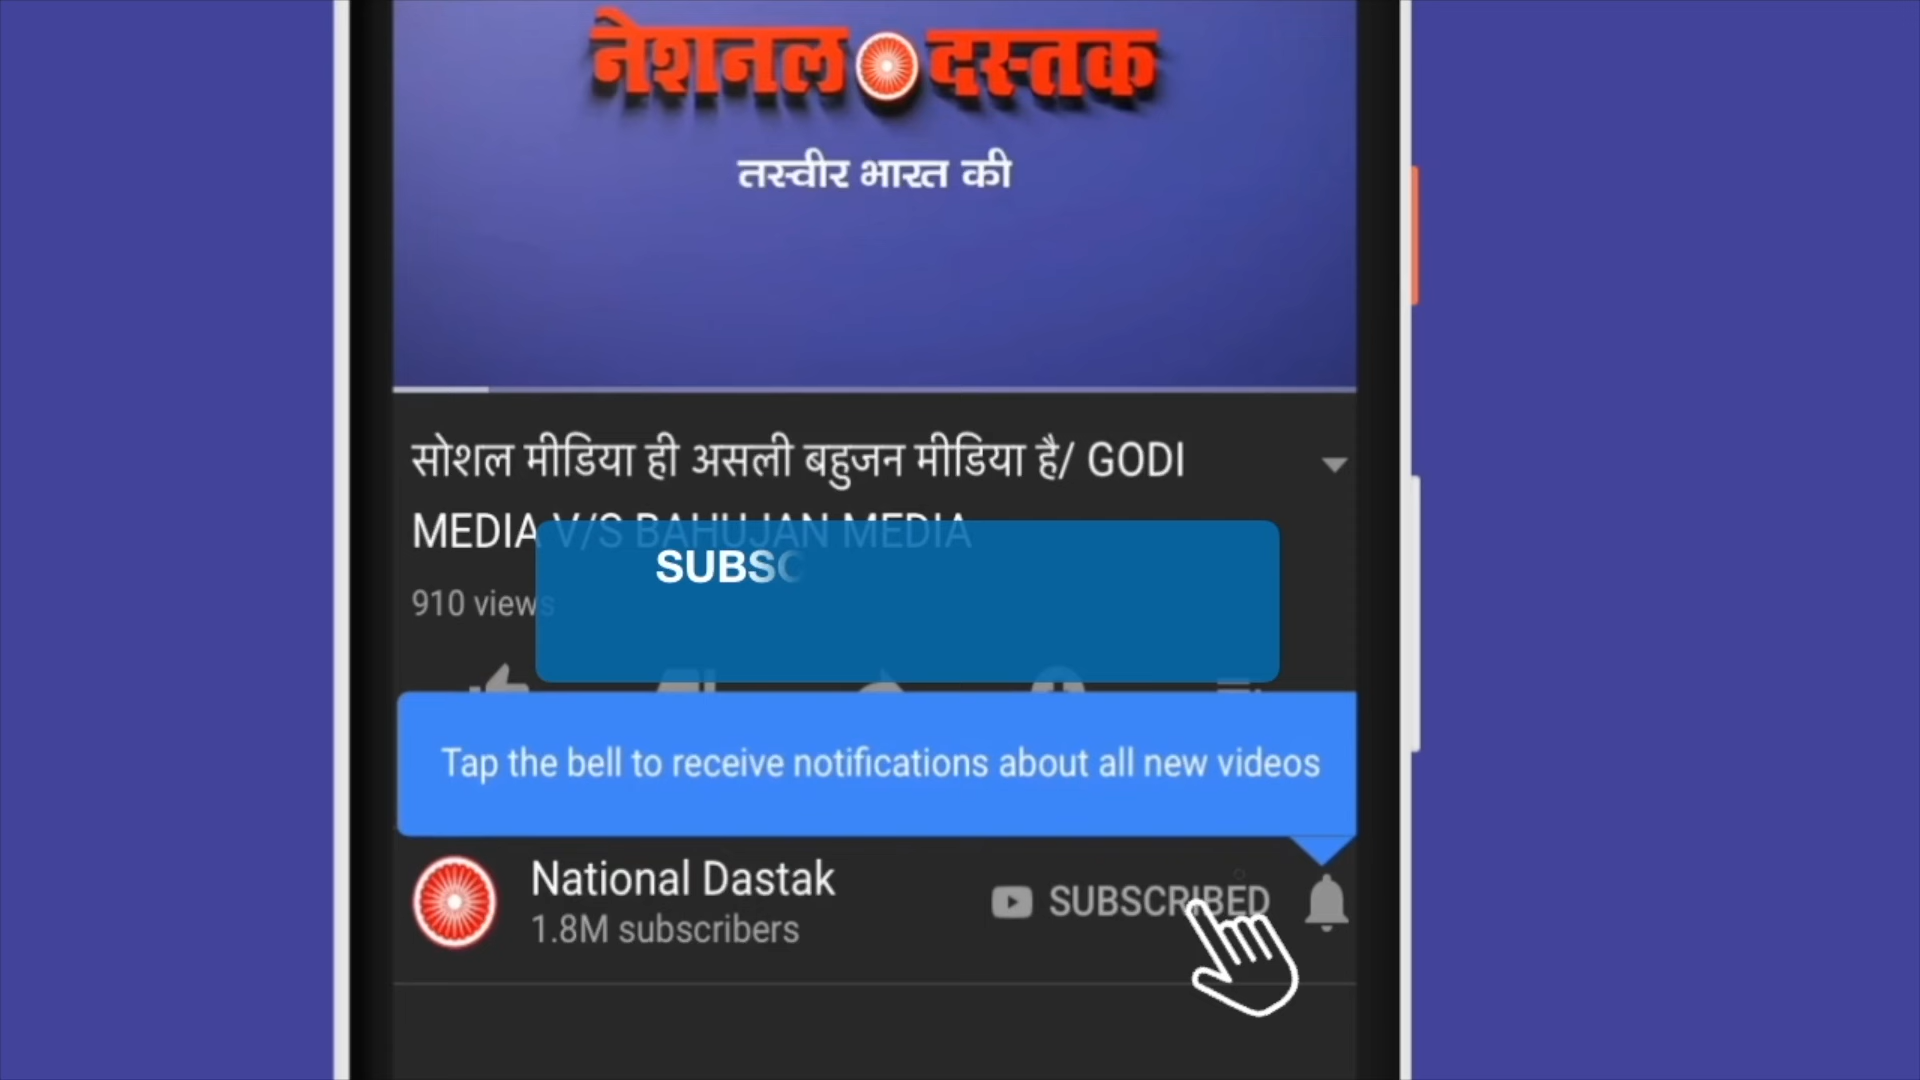 नेशनल दस्तक
तस्वीर भारत की
सोशल मीडिया ही असली बहुजन मीडिया है/ GODI
MEDIA V/S BAHUJAN MEDIA
SUBSC
910 views
Tap the bell to receive notifications about all new videos
National Dastak
SUBSCRIBED
1.8M subscribers